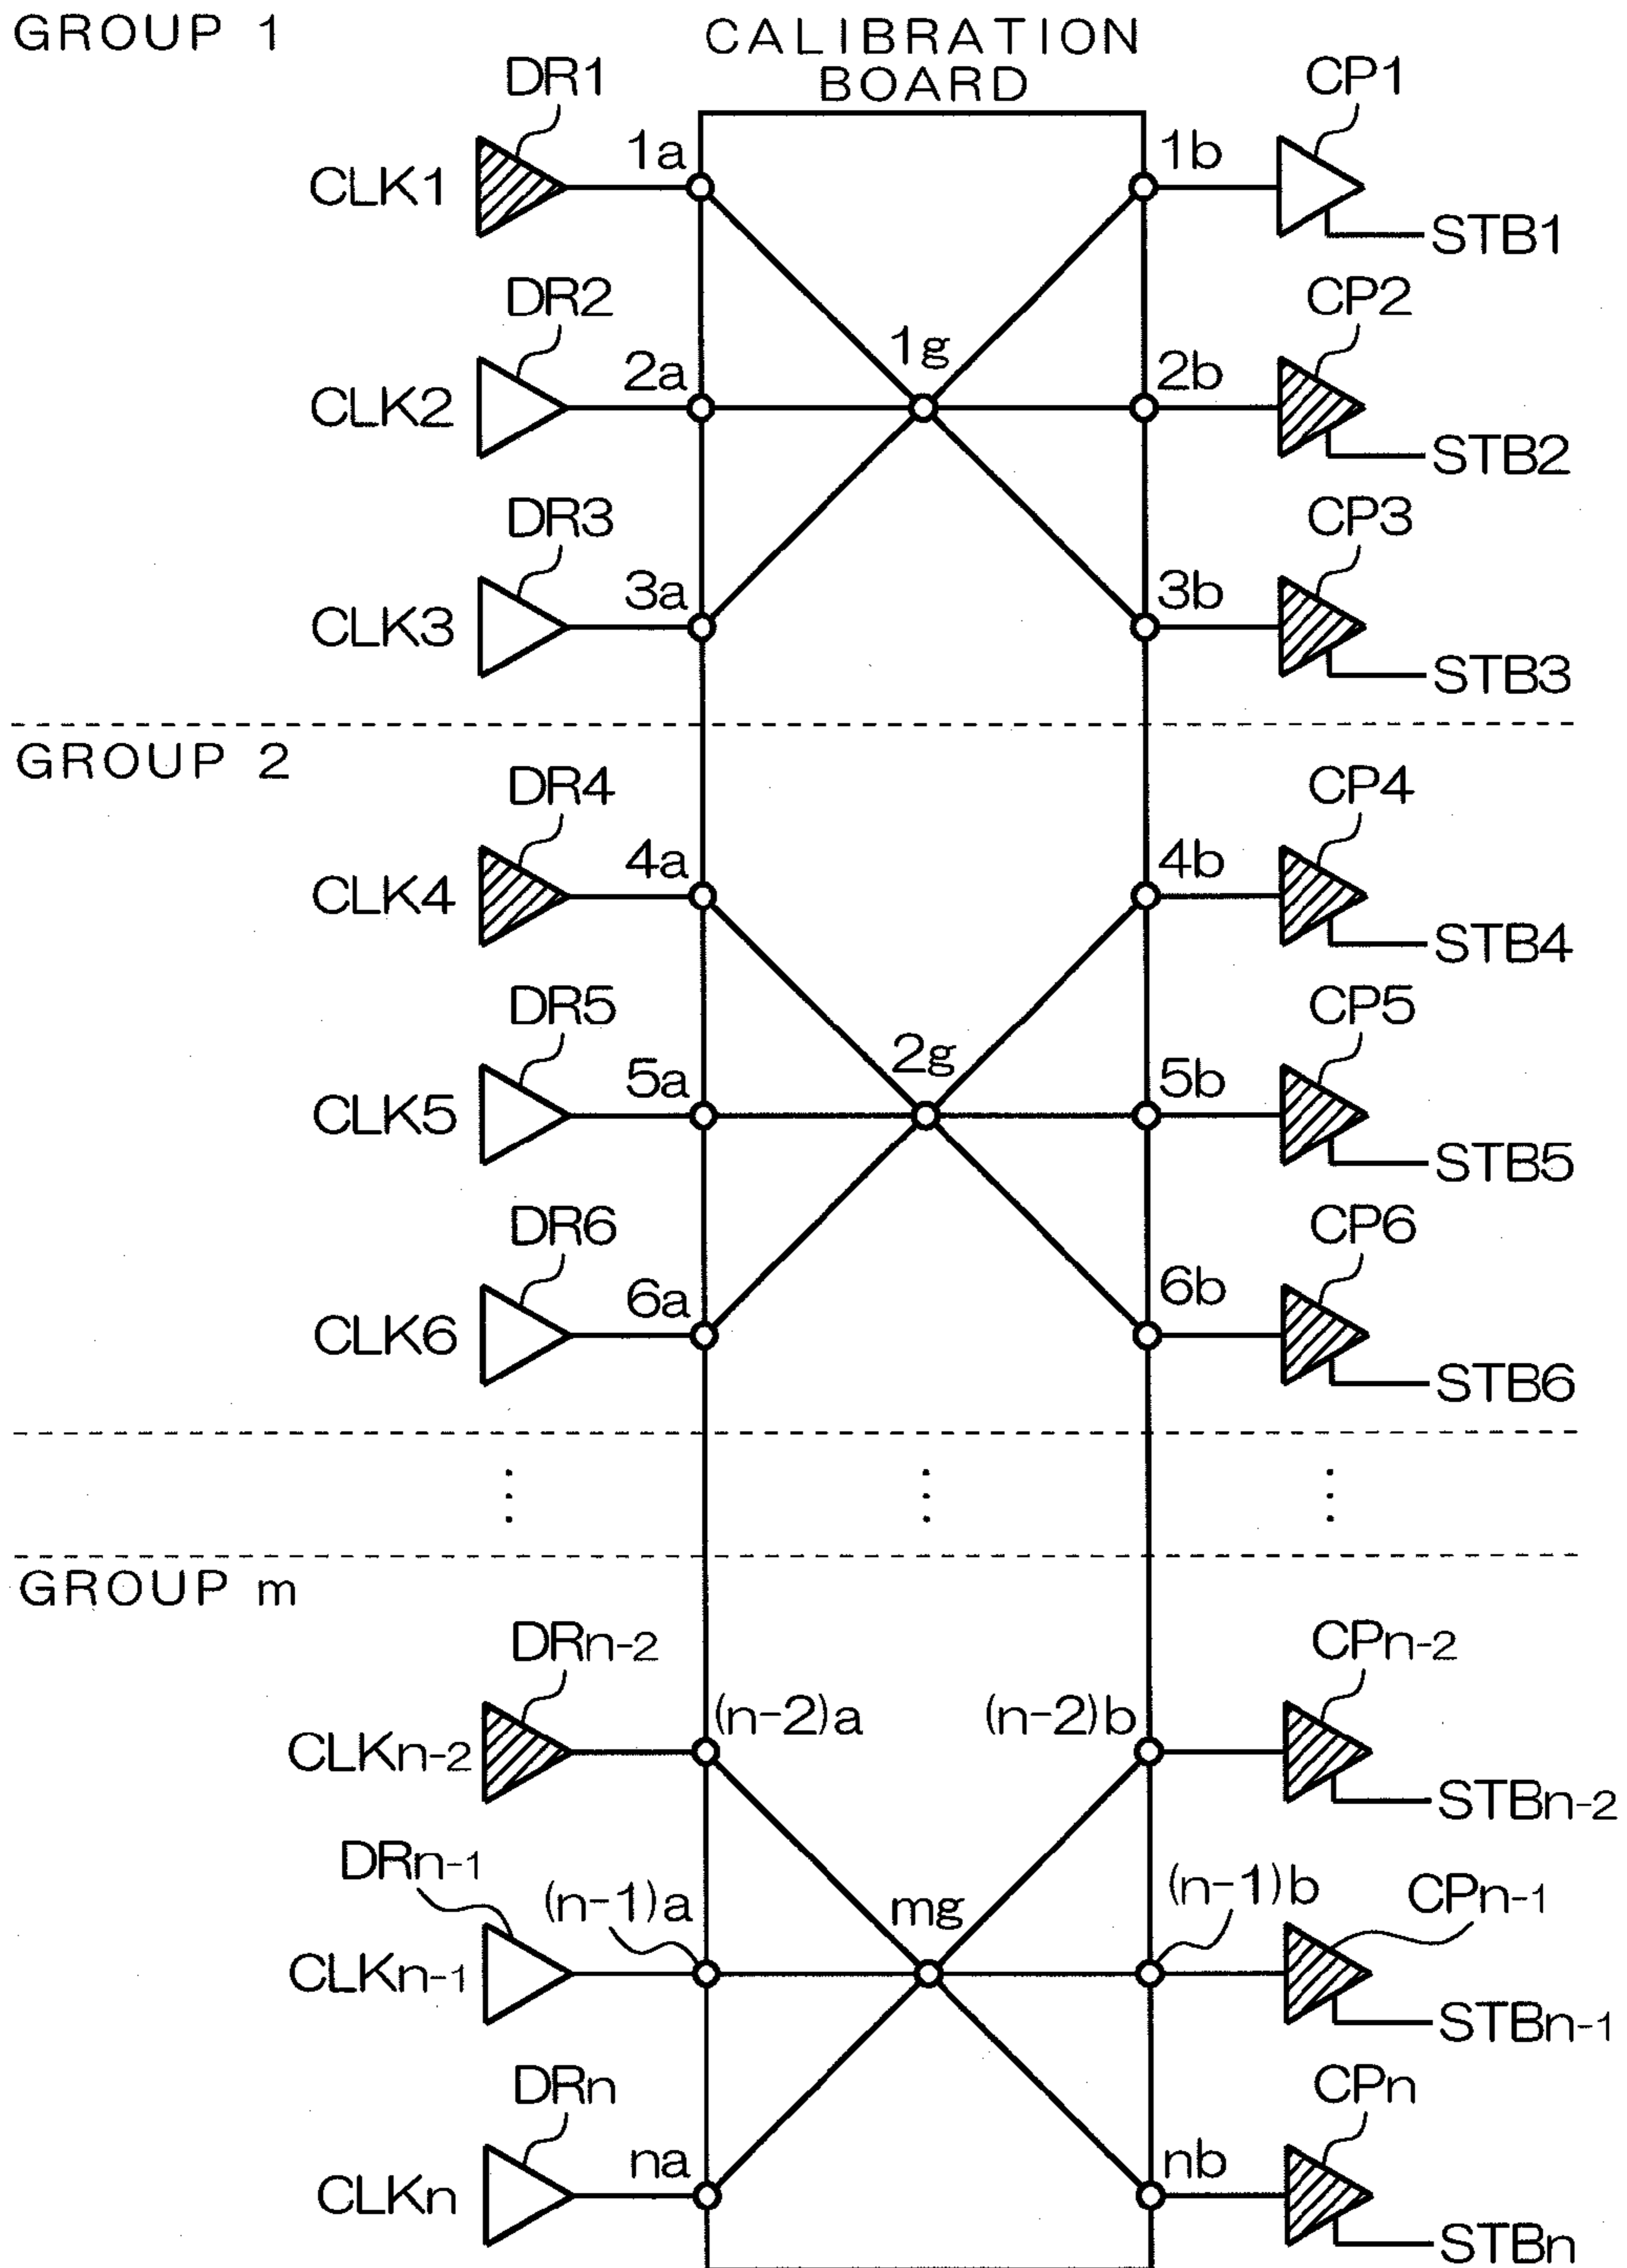 GROUP 1
CALIBRATION
BOARD
DR1
CP1
1a
1b
CLK1
STB1
DR2
CP2
1g
2a
2b
CLK2
STB2
DR3
CP3
3a
3b
CLK3
STB3
GROUP 2
DR4
CP4
4a
4b
CLK4
STB4
DR5
CP5
2g
5a
5b
CLK5
STB5
DR6
CP6
6a
6b
CLK6
STB6
GROUP m
DRn-2
CPn-2
(n-2)a
(n-2)b
CLKn-2
STBn-2
DRn-1
(n-1)a
mg
(n-1)b
CPn-1
CLKn-1
STBn-1
DRn
CPn
na
nb
CLKn
STBn